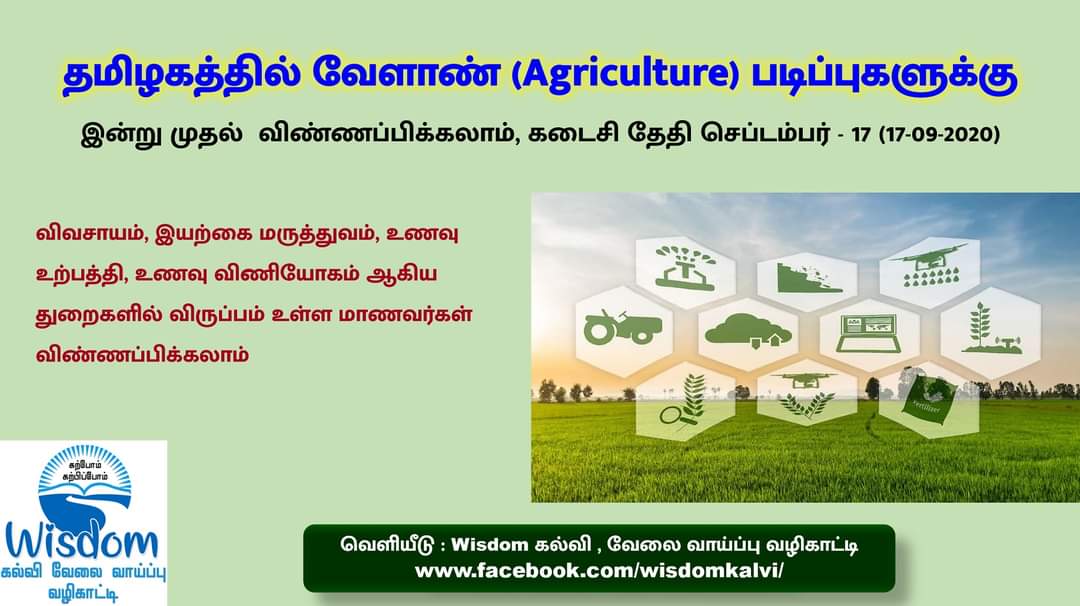 தமிழகத்தில் வேளாண் (Agriculture) படிப்புகளுக்கு
இன்று முதல் விண்ணப்பிக்கலாம், கடைசி தேதி செப்டம்பர் - 17 (17-09-2020)
விவசாயம், இயற்கை மருத்துவம், உணவு
உற்பத்தி, உணவு விணியோகம் ஆகிய
துறைகளில் விருப்பம் உள்ள மாணவர்கள்
விண்ணப்பிக்கலாம்
Fertilizer
கற்போம்
கற்பிப்போம்
Wisdom
கல்வி வேலை வாய்ப்பு
வழிகாட்டி
வெளியீடு : Wisdom கல்வி , வேலை வாய்ப்பு வழிகாட்டி
www.facebook.com/wisdomkalvi/